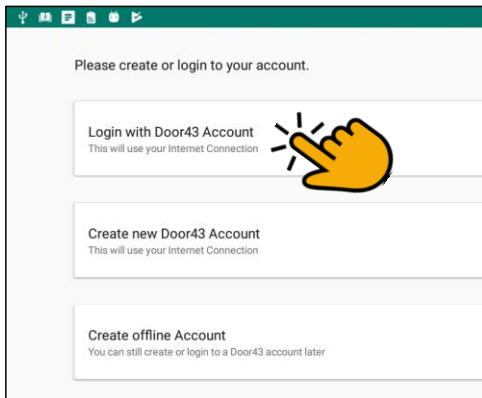 Please create or login to your account.
Login with Door43 Account
This will use your Internet Connection
Create new Door43 Account
This will use your Internet Connection
Create offline Account
You can still create or login to a Door43 account later